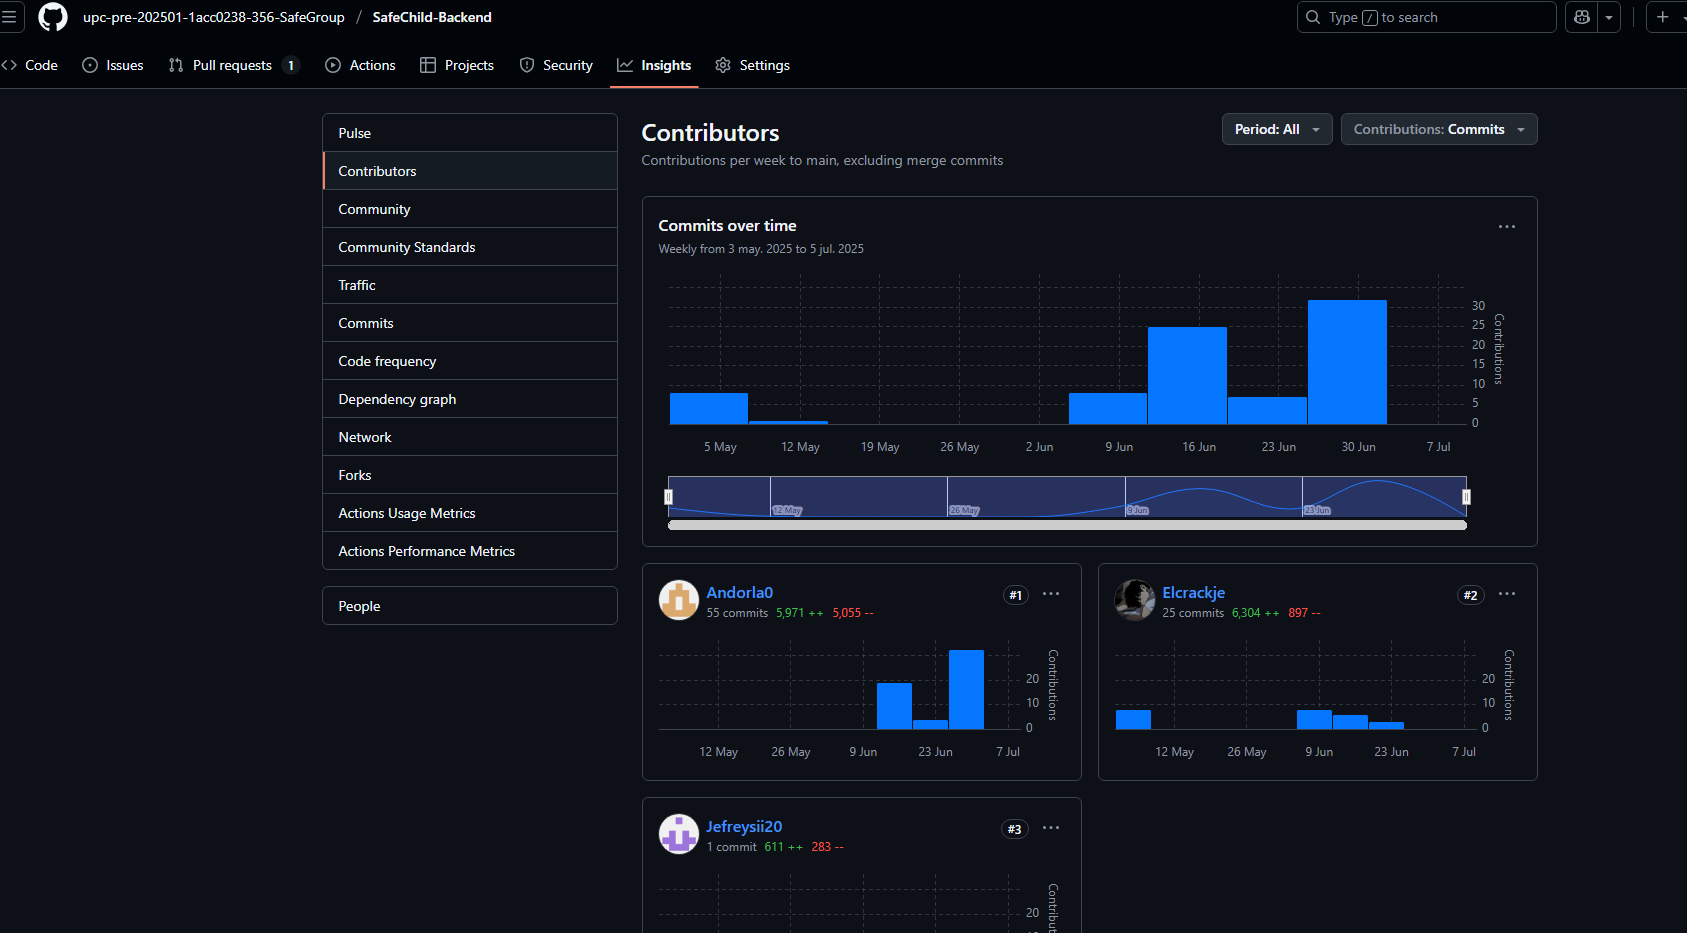 upc-pre-202501-1acc0238-356-SafeGroup / SafeChild-Backend
Type / to search
Code
Issues
Pull requests 1
Actions
Projects
Security
Insights
Settings
Pulse
Contributors
Community
Community Standards
Traffic
Commits
Code frequency
Dependency graph
Network
Forks
Actions Usage Metrics
Actions Performance Metrics
People
Contributors
Contributions per week to main, excluding merge commits
Period: All
Contributions: Commits
Commits over time
Weekly from 3 may. 2025 to 5 jul. 2025
30
25
20
15
10
5
0
Contributions
5 May 12 May 19 May 26 May 2 Jun 9 Jun 16 Jun 23 Jun 30 Jun 7 Jul
12 May 26 May 9 Jun 23 Jun
Andorla0 #1
55 commits 5,971 ++ 5,055 --
20
10
0
Contributions
12 May 26 May 9 Jun 23 Jun 7 Jul
Elcrackje #2
25 commits 6,304 ++ 897 --
20
10
0
Contributions
12 May 26 May 9 Jun 23 Jun 7 Jul
Jefreysii20 #3
1 commit 611 ++ 283 --
20